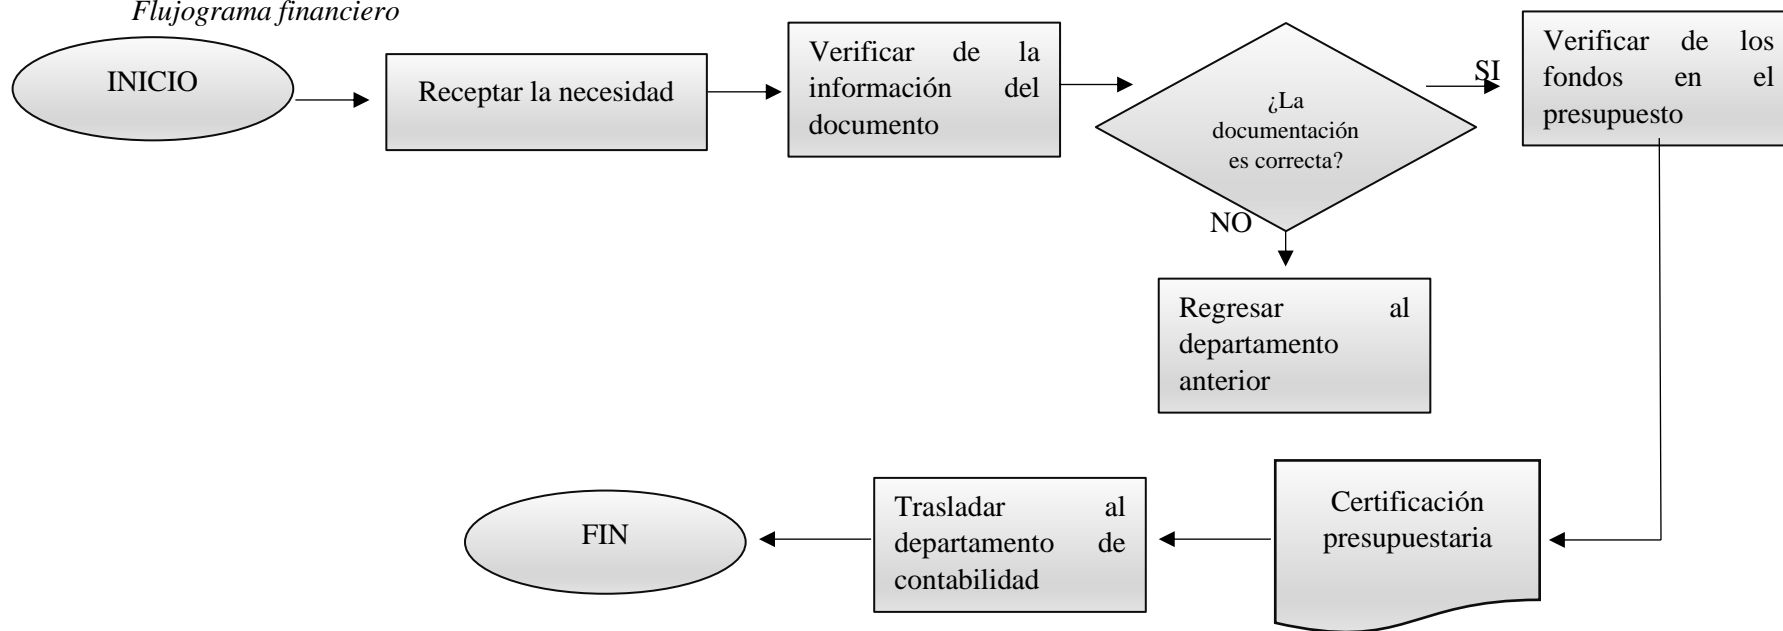 Flujograma financiero
INICIO
Receptar la necesidad
Verificar de la
información del
documento
¿La
documentación
es correcta?
SI
Verificar de los
fondos en el
presupuesto
NO
Regresar al
departamento
anterior
Certificación
presupuestaria
Trasladar al
departamento de
contabilidad
FIN